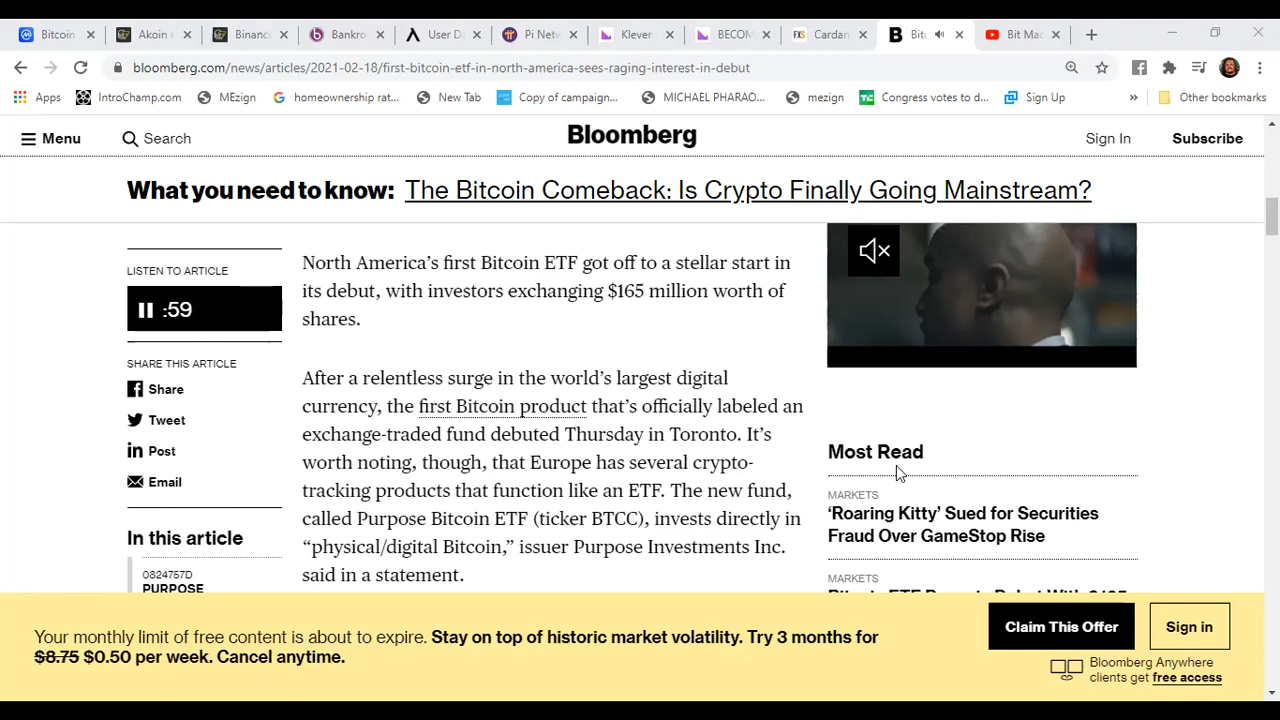 Bitcoin
Akoin
Binanc
Bankro
User Da
Pi Netw
Klever
BECOM
Cardan
Bitc
Bit Mac
bloomberg.com/news/articles/2021-02-18/first-bitcoin-etf-in-north-america-sees-raging-interest-in-debut
Apps
IntroChamp.com
MEzign
homeownership rat...
New Tab
Copy of campaign...
MICHAEL PHARAO...
mezign
Congress votes to d...
Sign Up
»
Other bookmarks
Menu
Search
Bloomberg
Sign In
Subscribe
What you need to know: The Bitcoin Comeback: Is Crypto Finally Going Mainstream?
LISTEN TO ARTICLE
:59
SHARE THIS ARTICLE
Share
Tweet
Post
Email
In this article
0824757D
PURPOSE
North America’s first Bitcoin ETF got off to a stellar start in
its debut, with investors exchanging $165 million worth of
shares.
After a relentless surge in the world’s largest digital
currency, the first Bitcoin product that’s officially labeled an
exchange-traded fund debuted Thursday in Toronto. It’s
worth noting, though, that Europe has several crypto-
tracking products that function like an ETF. The new fund,
called Purpose Bitcoin ETF (ticker BTCC), invests directly in
“physical/digital Bitcoin,” issuer Purpose Investments Inc.
said in a statement.
Most Read
MARKETS
‘Roaring Kitty’ Sued for Securities
Fraud Over GameStop Rise
MARKETS
Your monthly limit of free content is about to expire. Stay on top of historic market volatility. Try 3 months for
$8.75 $0.50 per week. Cancel anytime.
Claim This Offer
Sign in
Bloomberg Anywhere
clients get free access